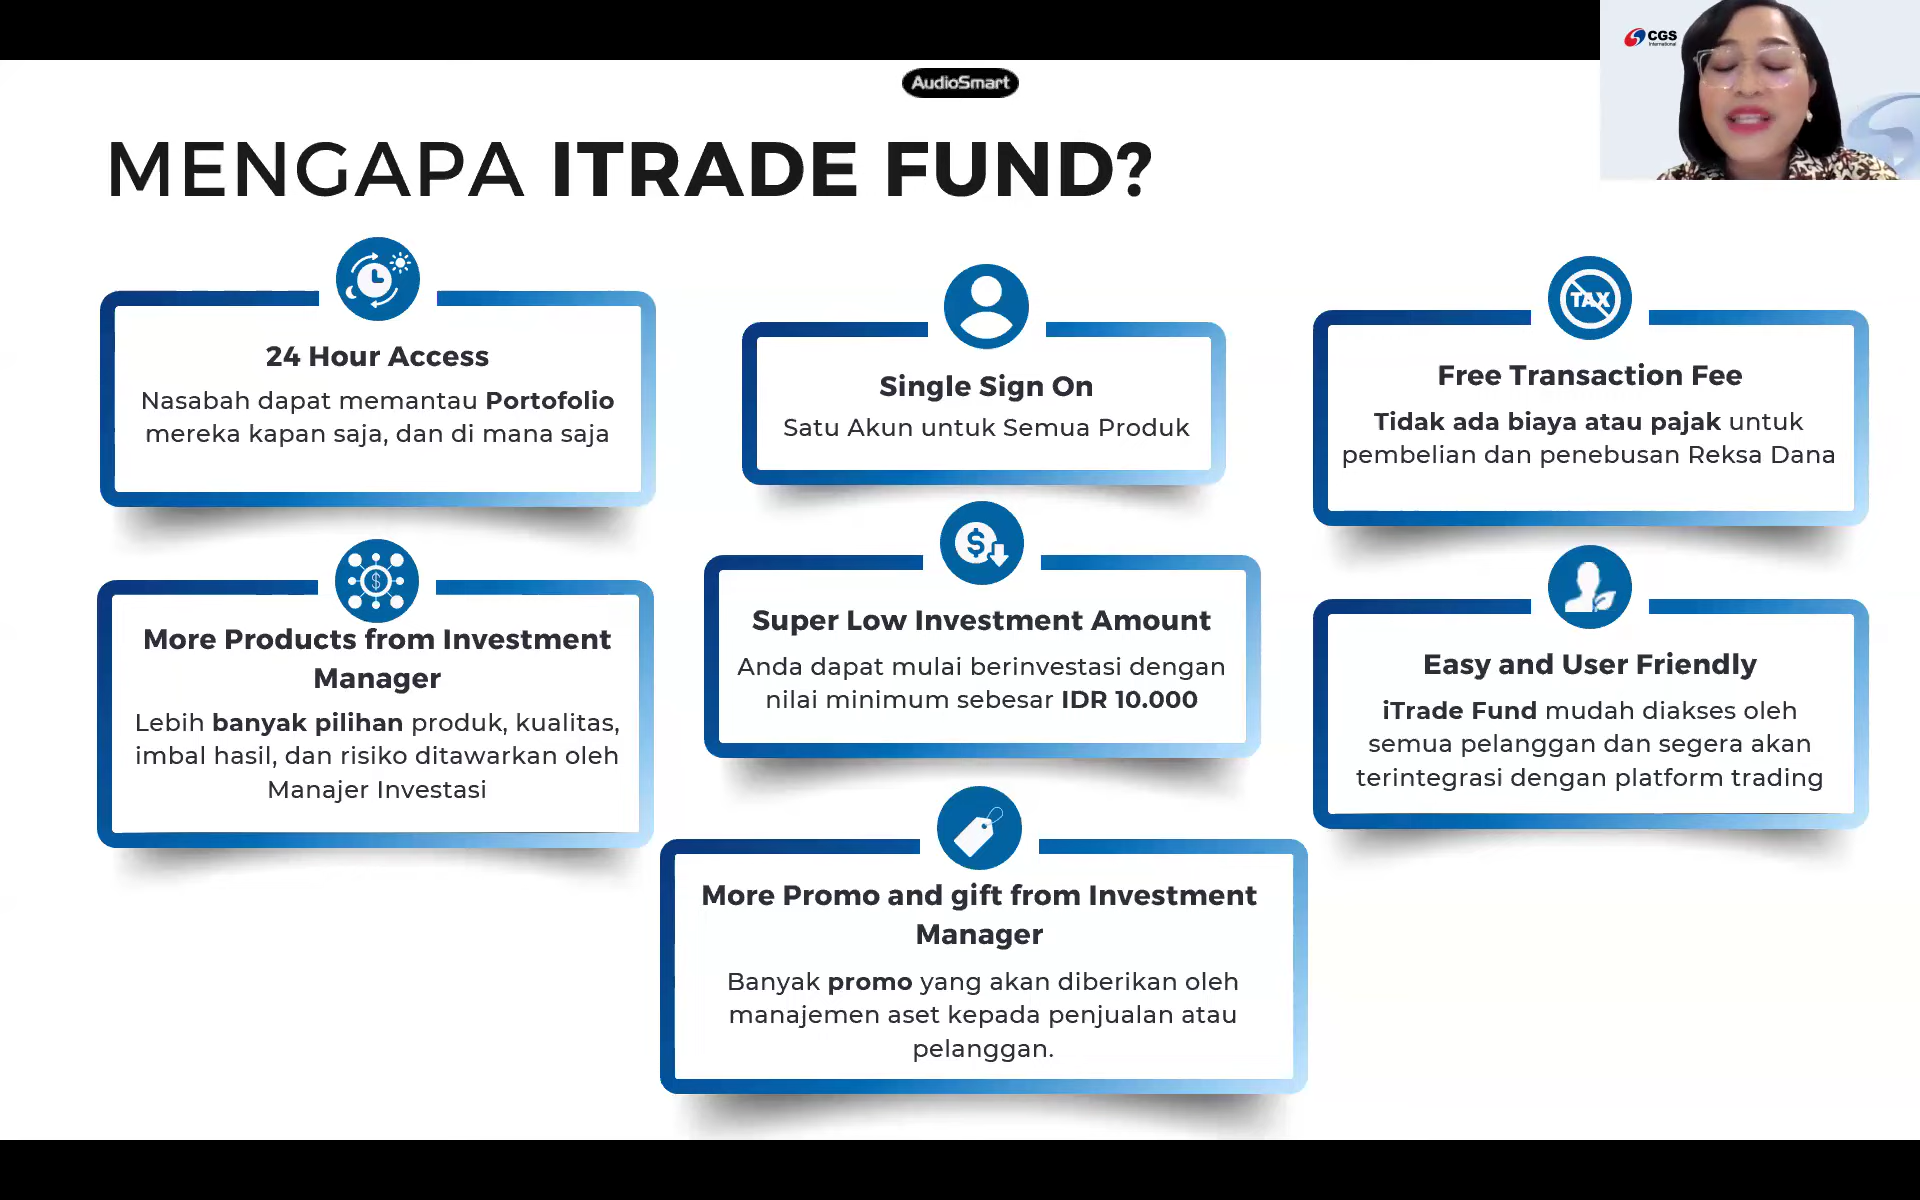 CGS
International
AudioSmart
MENGAPA ITRADE FUND?
24 Hour Access
Nasabah dapat memantau Portofolio
mereka kapan saja, dan di mana saja
Single Sign On
Satu Akun untuk Semua Produk
TAX
Free Transaction Fee
Tidak ada biaya atau pajak untuk
pembelian dan penebusan Reksa Dana
$
More Products from Investment
Manager
Lebih banyak pilihan produk, kualitas,
imbal hasil, dan risiko ditawarkan oleh
Manajer Investasi
$
Super Low Investment Amount
Anda dapat mulai berinvestasi dengan
nilai minimum sebesar IDR 10.000
Easy and User Friendly
iTrade Fund mudah diakses oleh
semua pelanggan dan segera akan
terintegrasi dengan platform trading
More Promo and gift from Investment
Manager
Banyak promo yang akan diberikan oleh
manajemen aset kepada penjualan atau
pelanggan.